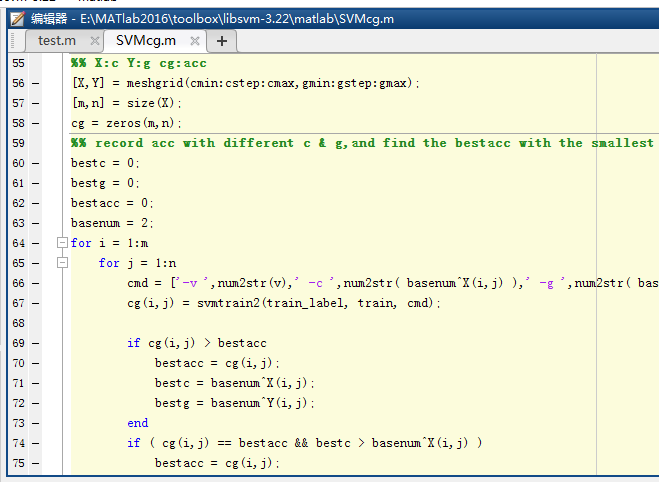 编辑器 - E:\MATlab2016\toolbox\libsvm-3.22\matlab\SVMcg.m
test.m × SVMcg.m × +
55 %% X:c Y:g cg:acc
56 — [X,Y] = meshgrid(cmin:cstep:cmax,gmin:gstep:gmax);
57 — [m,n] = size(X);
58 — cg = zeros(m,n);
59 %% record acc with different c & g,and find the bestacc with the smallest
60 — bestc = 0;
61 — bestg = 0;
62 — bestacc = 0;
63 — basenum = 2;
64 — for i = 1:m
65 — for j = 1:n
66 — cmd = ['-v ',num2str(v),' -c ',num2str( basenum^X(i,j) ),' -g ',num2str( bas
67 — cg(i,j) = svmtrain2(train_label, train, cmd);
68
69 — if cg(i,j) > bestacc
70 — bestacc = cg(i,j);
71 — bestc = basenum^X(i,j);
72 — bestg = basenum^Y(i,j);
73 — end
74 — if ( cg(i,j) == bestacc && bestc > basenum^X(i,j) )
75 — bestacc = cg(i,j);